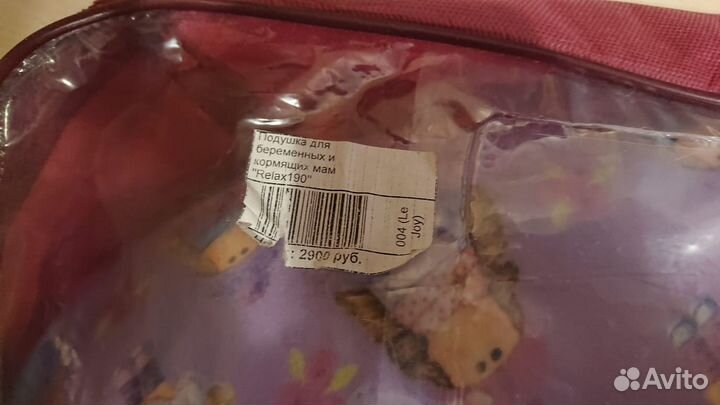 Подушка для
беременных и
кормящих мам
"Relax190"
004 (Le
Joy)
: 2900 руб.
Avito